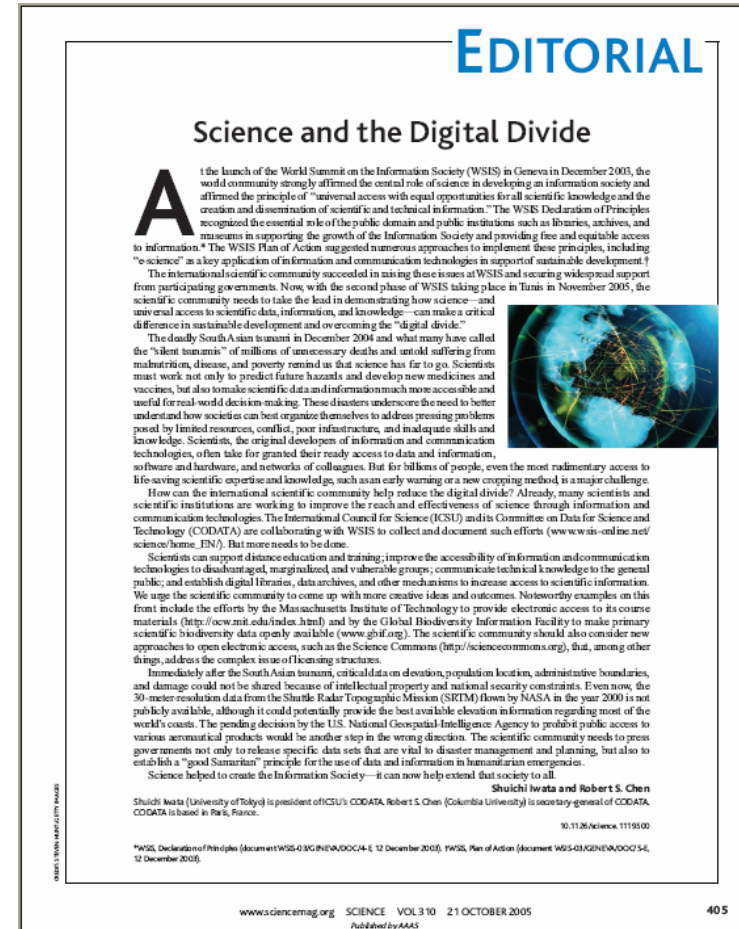 EDITORIAL
Science and the Digital Divide
At the launch of the World Summit on the Information Society (WSIS) in Geneva in December 2003, the
world community strongly affirmed the central role of science in developing an information society and
affirmed the principle of “universal access with equal opportunities for all scientific knowledge and the
creation and dissemination of scientific and technical information.” The WSIS Declaration of Principles
recognized the essential role of the public domain and public institutions such as libraries, archives, and
museums in supporting the growth of the Information Society and providing free and equitable access
to information.* The WSIS Plan of Action suggested numerous approaches to implement these principles, including
“e-science” as a key application of information and communication technologies in support of sustainable development.†
The international scientific community succeeded in raising these issues at WSIS and securing widespread support
from participating governments. Now, with the second phase of WSIS taking place in Tunis in November 2005, the
scientific community needs to take the lead in demonstrating how science—and
universal access to scientific data, information, and knowledge—can make a critical
difference in sustainable development and overcoming the “digital divide.”
The deadly South Asian tsunami in December 2004 and what many have called
the “silent tsunamis” of millions of unnecessary deaths and untold suffering from
malnutrition, disease, and poverty remind us that science has far to go. Scientists
must work not only to predict future hazards and develop new medicines and
vaccines, but also to make scientific data and information much more accessible and
useful for real-world decision-making. These disasters underscore the need to better
understand how societies can best organize themselves to address pressing problems
posed by limited resources, conflict, poor infrastructure, and inadequate skills and
knowledge. Scientists, the original developers of information and communication
technologies, often take for granted their ready access to data and information,
software and hardware, and networks of colleagues. But for billions of people, even the most rudimentary access to
life-saving scientific expertise and knowledge, such as an early warning or a new cropping method, is a major challenge.
How can the international scientific community help reduce the digital divide? Already, many scientists and
scientific institutions are working to improve the reach and effectiveness of science through information and
communication technologies. The International Council for Science (ICSU) and its Committee on Data for Science and
Technology (CODATA) are collaborating with WSIS to collect and document such efforts (www.wsis-online.net/
science/home_EN/). But more needs to be done.
Scientists can support distance education and training; improve the accessibility of information and communication
technologies to disadvantaged, marginalized, and vulnerable groups; communicate technical knowledge to the general
public; and establish digital libraries, data archives, and other mechanisms to increase access to scientific information.
We urge the scientific community to come up with more creative ideas and outcomes. Noteworthy examples on this
front include the efforts by the Massachusetts Institute of Technology to provide electronic access to its course
materials (http://ocw.mit.edu/index.html) and by the Global Biodiversity Information Facility to make primary
scientific biodiversity data openly available (www.gbif.org). The scientific community should also consider new
approaches to open electronic access, such as the Science Commons (http://sciencecommons.org), that, among other
things, address the complex issue of licensing structures.
Immediately after the South Asian tsunami, critical data on elevation, population location, administrative boundaries,
and damage could not be shared because of intellectual property and national security constraints. Even now, the
30-meter-resolution data from the Shuttle Radar Topographic Mission (SRTM) flown by NASA in the year 2000 is not
publicly available, although it could potentially provide the best available elevation information regarding most of the
world’s coasts. The pending decision by the U.S. National Geospatial-Intelligence Agency to prohibit public access to
various aeronautical products would be another step in the wrong direction. The scientific community needs to press
governments not only to release specific data sets that are vital to disaster management and planning, but also to
establish a “good Samaritan” principle for the use of data and information in humanitarian emergencies.
Science helped to create the Information Society—it can now help extend that society to all.
Shuichi Iwata and Robert S. Chen
Shuichi Iwata (University of Tokyo) is president of ICSU’s CODATA. Robert S. Chen (Columbia University) is secretary-general of CODATA.
CODATA is based in Paris, France.
10.1126/science.1119500
*WSIS, Declaration of Principles (document WSIS-03/GENEVA/DOC/4-E, 12 December 2003). †WSIS, Plan of Action (document WSIS-03/GENEVA/DOC/5-E,
12 December 2003).
CREDIT: STEVEN HUNT/GETTY IMAGES
www.sciencemag.org SCIENCE VOL 310 21 OCTOBER 2005 405
Published by AAAS